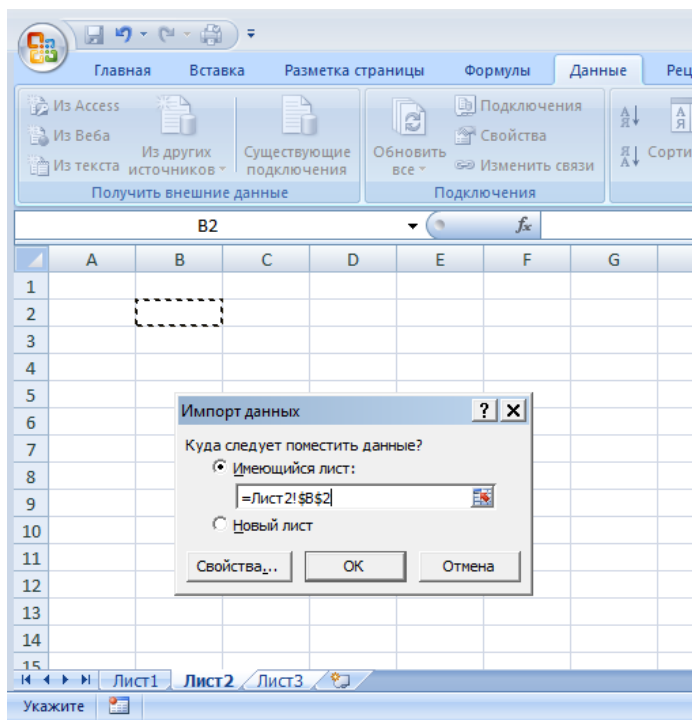 Главная Вставка Разметка страницы Формулы Данные Рец
Из Access
Из Веба
Из текста
Из других источников
Существующие подключения
Получить внешние данные
Обновить все
Подключения
Свойства
Изменить связи
Подключения
А Я
Я А
А Я
Сорти
B2 fx
A B C D E F G
1
2
3
4
5
6
7
8
9
10
11
12
13
14
15
Импорт данных ? X
Куда следует поместить данные?
Имеющийся лист:
=Лист2!$B$2
Новый лист
Свойства... ОК Отмена
Лист1 Лист2 Лист3
Укажите